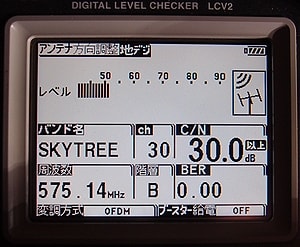 DIGITAL LEVEL CHECKER LCV2
アンテナ方向調整 地デジ
50 60 70 80 90
レベル
バンド名 ch C/N
SKYTREE 30 30.0 以上 dB
周波数 階層 BER
575.14MHz B 0.00
変調方式 OFDM ブースター給電 OFF